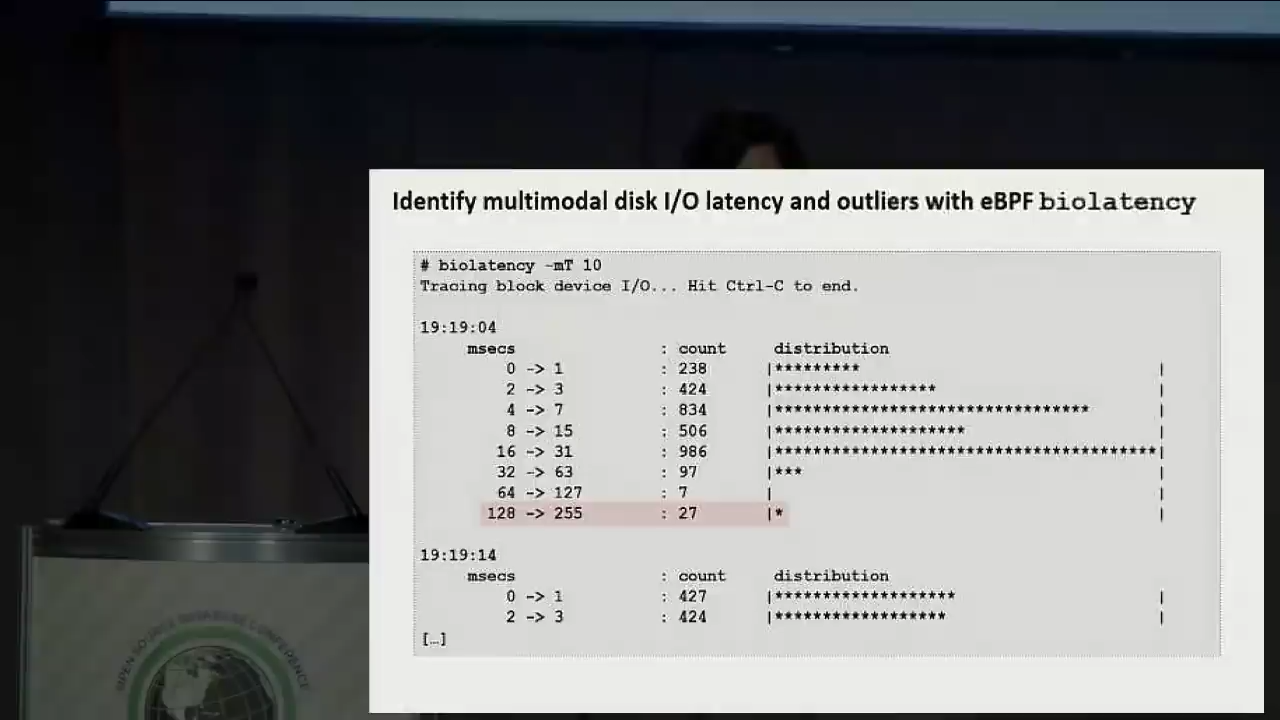 Identify multimodal disk I/O latency and outliers with eBPF biolatency
# biolatency -mT 10
Tracing block device I/O... Hit Ctrl-C to end.
19:19:04
msecs : count distribution
0 -> 1 : 238 |********* |
2 -> 3 : 424 |***************** |
4 -> 7 : 834 |********************************* |
8 -> 15 : 506 |******************** |
16 -> 31 : 986 |****************************************|
32 -> 63 : 97 |*** |
64 -> 127 : 7 | |
128 -> 255 : 27 |* |
19:19:14
msecs : count distribution
0 -> 1 : 427 |******************* |
2 -> 3 : 424 |****************** |
[…]
OPEN SOURCE CONFERENCE